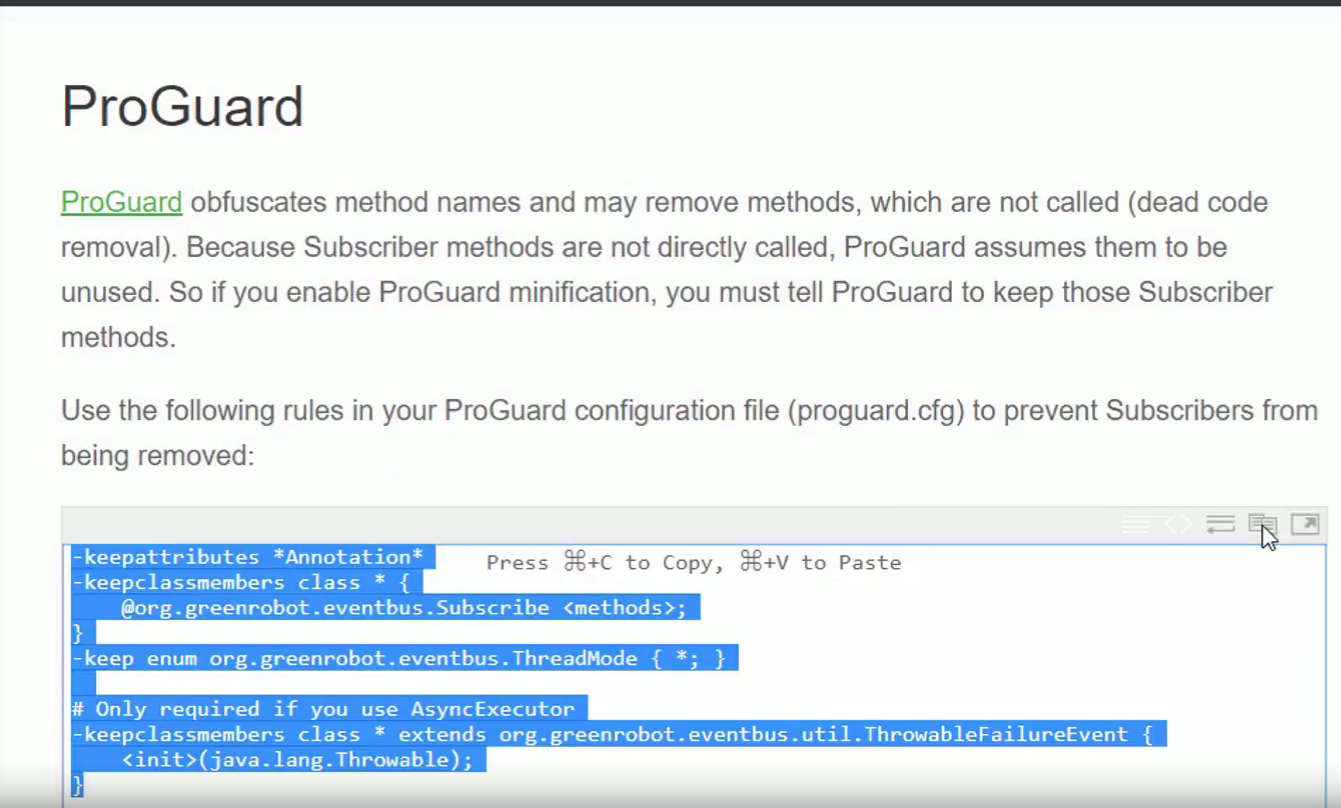 ProGuard
ProGuard obfuscates method names and may remove methods, which are not called (dead code
removal). Because Subscriber methods are not directly called, ProGuard assumes them to be
unused. So if you enable ProGuard minification, you must tell ProGuard to keep those Subscriber
methods.
Use the following rules in your ProGuard configuration file (proguard.cfg) to prevent Subscribers from
being removed:
-keepattributes *Annotation*
Press ⌘+C to Copy, ⌘+V to Paste
-keepclassmembers class * {
    @org.greenrobot.eventbus.Subscribe <methods>;
}
-keep enum org.greenrobot.eventbus.ThreadMode { *; }
# Only required if you use AsyncExecutor
-keepclassmembers class * extends org.greenrobot.eventbus.util.ThrowableFailureEvent {
    <init>(java.lang.Throwable);
}